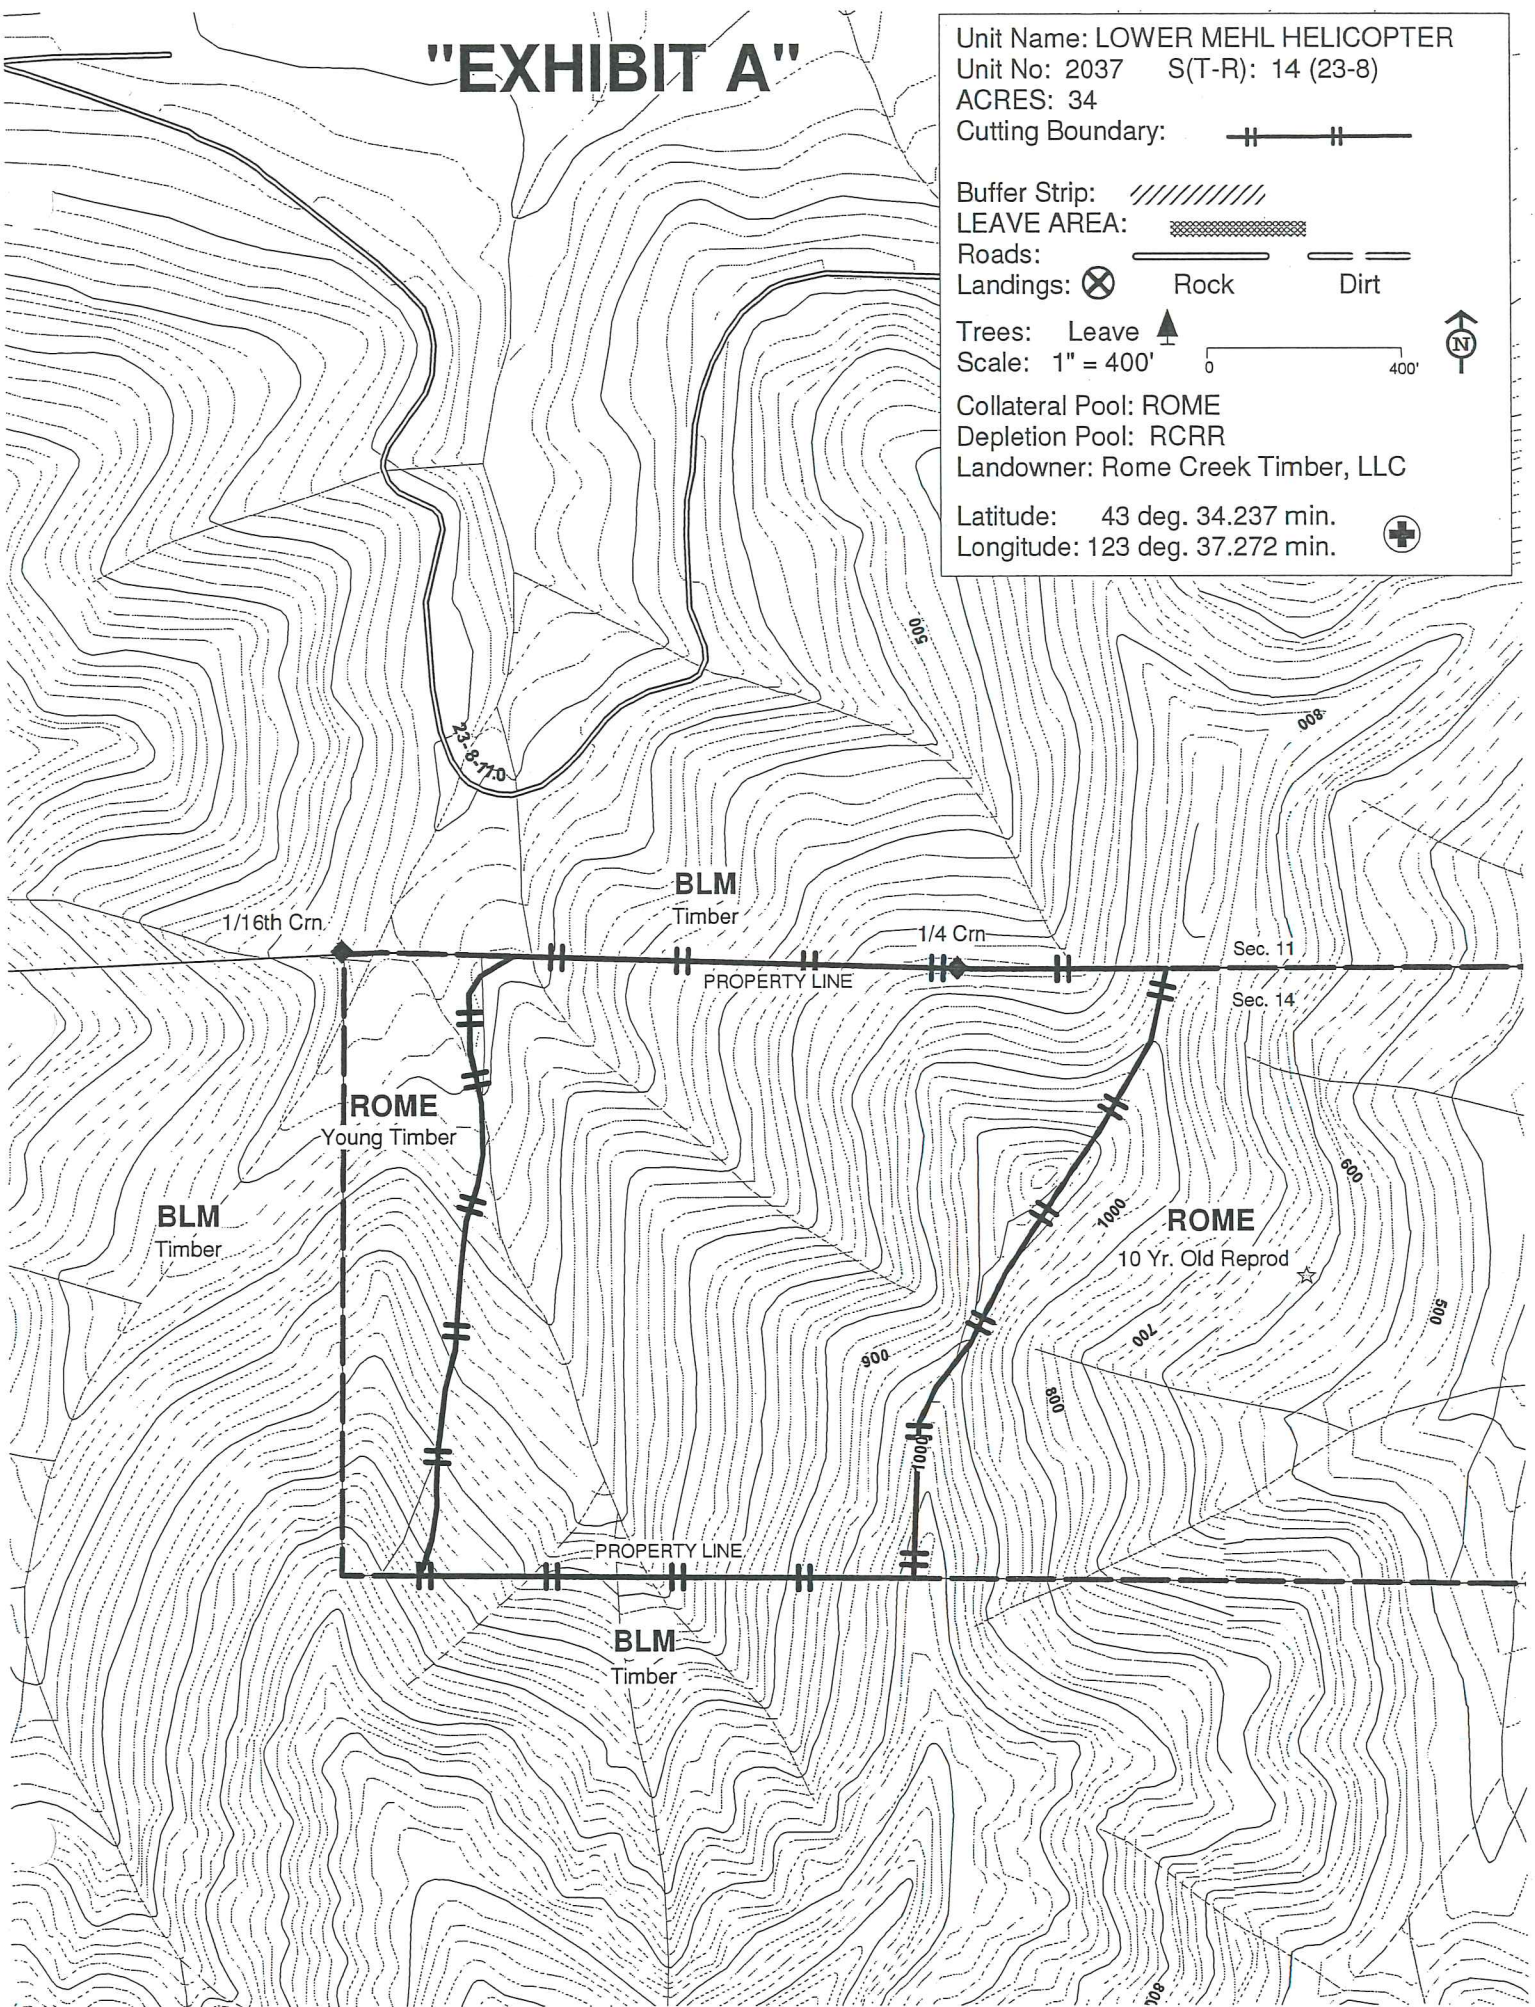 "EXHIBIT A"
Unit Name: LOWER MEHL HELICOPTER
Unit No: 2037 S(T-R): 14 (23-8)
ACRES: 34
Cutting Boundary:
Buffer Strip:
LEAVE AREA:
Roads:
Landings: Rock Dirt
Trees: Leave
Scale: 1" = 400' 0 400'
N
Collateral Pool: ROME
Depletion Pool: RCRR
Landowner: Rome Creek Timber, LLC
Latitude: 43 deg. 34.237 min.
Longitude: 123 deg. 37.272 min.
500
800
23-8-11.0
BLM
Timber
1/16th Crn
1/4 Crn
Sec. 11
PROPERTY LINE
Sec. 14
ROME
Young Timber
600
BLM
Timber
1000
ROME
10 Yr. Old Reprod
500
700
900
800
1000
PROPERTY LINE
BLM
Timber
800